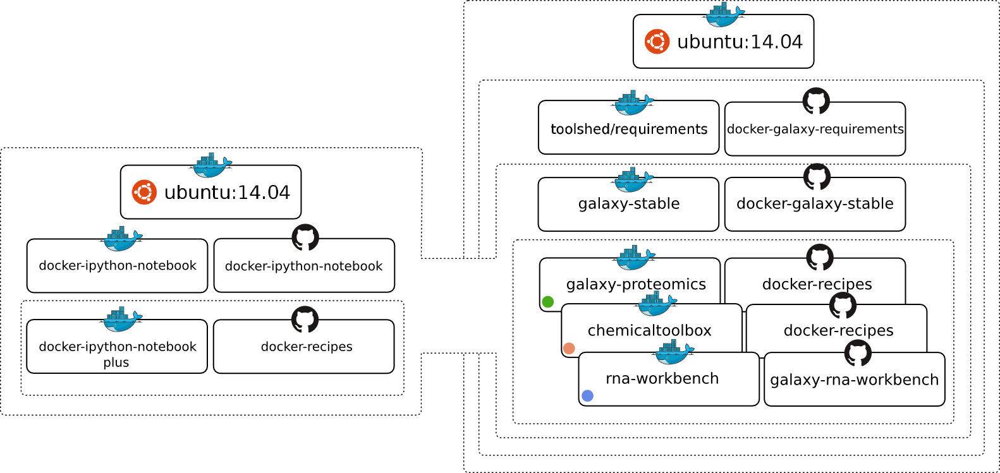 ubuntu:14.04
toolshed/requirements
docker-galaxy-requirements
galaxy-stable
docker-galaxy-stable
galaxy-proteomics
docker-recipes
chemicaltoolbox
docker-recipes
rna-workbench
galaxy-rna-workbench
ubuntu:14.04
docker-ipython-notebook
docker-ipython-notebook
docker-ipython-notebook
plus
docker-recipes